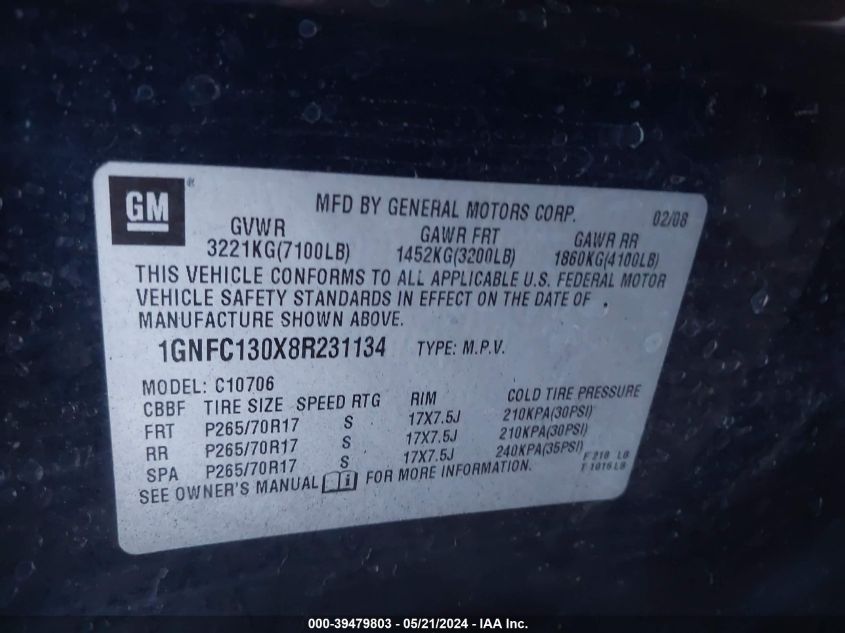 GM ®
MFD BY GENERAL MOTORS CORP. 02/08
GVWR GAWR FRT GAWR RR
3221KG(7100LB) 1452KG(3200LB) 1860KG(4100LB)
THIS VEHICLE CONFORMS TO ALL APPLICABLE U.S. FEDERAL MOTOR
VEHICLE SAFETY STANDARDS IN EFFECT ON THE DATE OF
MANUFACTURE SHOWN ABOVE.
1GNFC130X8R231134 TYPE: M.P.V.
MODEL: C10706
CBBF TIRE SIZE SPEED RTG RIM COLD TIRE PRESSURE
FRT P265/70R17 S 17X7.5J 210KPA(30PSI)
RR P265/70R17 S 17X7.5J 210KPA(30PSI)
SPA P265/70R17 S 17X7.5J 240KPA(35PSI)
F 218 LB
T 1015 LB
SEE OWNER'S MANUAL i FOR MORE INFORMATION.
000-39479803 - 05/21/2024 - IAA Inc.